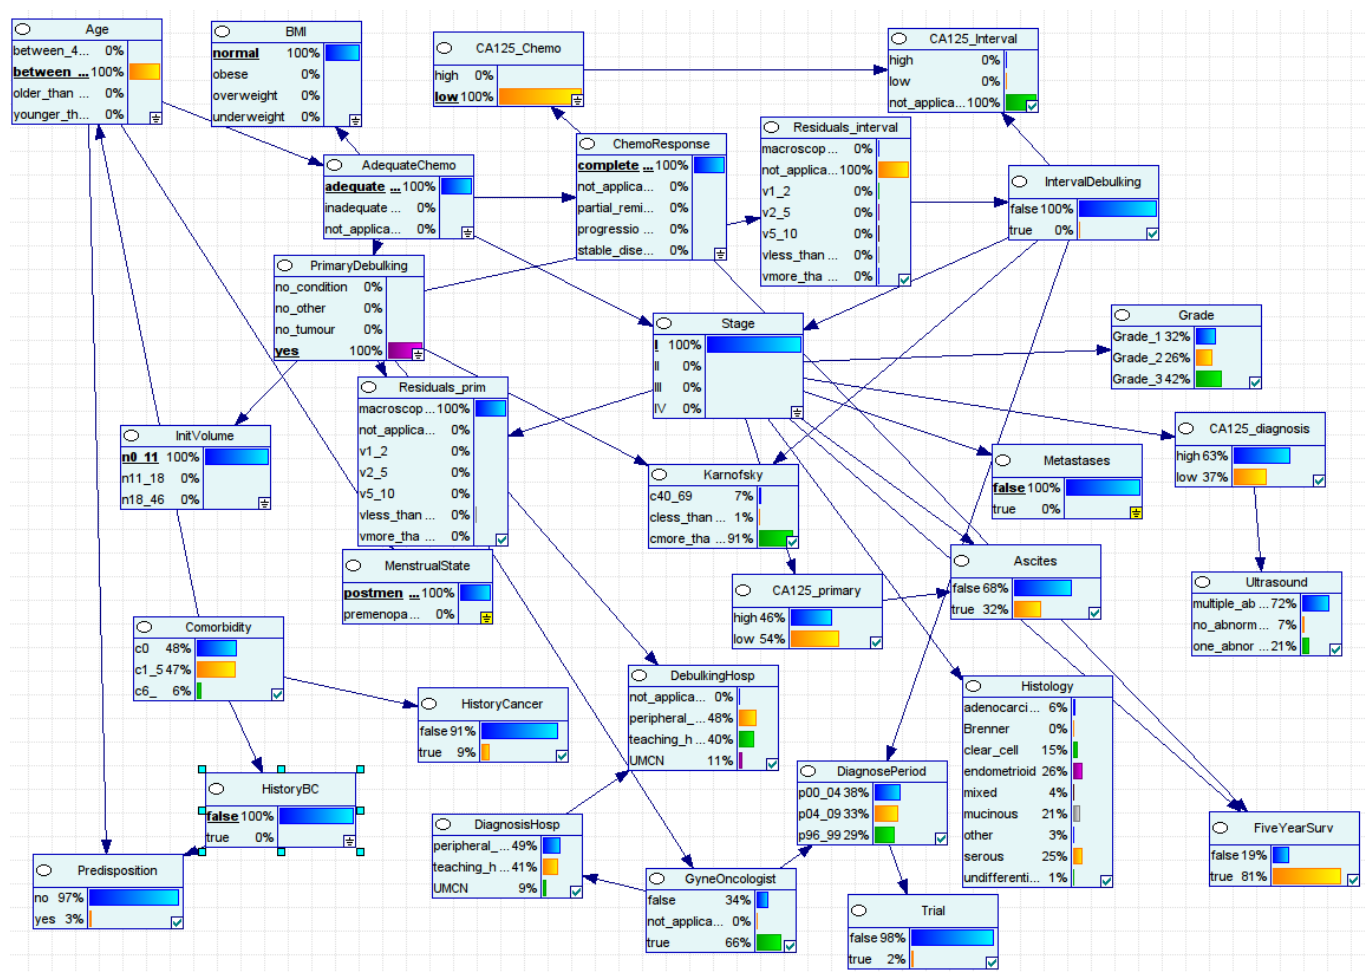 Age
between_4... 0%
between_...100%
older_than ... 0%
younger_th... 0%
BMI
normal 100%
obese 0%
overweight 0%
underweight 0%
CA125_Chemo
high 0%
low 100%
CA125_Interval
high 0%
low 0%
not_applica...100%
AdequateChemo
adequate ...100%
inadequate ... 0%
not_applica... 0%
ChemoResponse
complete ...100%
not_applica... 0%
partial_remi... 0%
progressio ... 0%
stable_dise... 0%
Residuals_interval
macroscop... 0%
not_applica... 100%
v1_2 0%
v2_5 0%
v5_10 0%
vless_than ... 0%
vmore_tha ... 0%
IntervalDebulking
false 100%
true 0%
PrimaryDebulking
no_condition 0%
no_other 0%
no_tumour 0%
yes 100%
Stage
I 100%
II 0%
III 0%
IV 0%
Grade
Grade_1 32%
Grade_2 26%
Grade_3 42%
Residuals_prim
macroscop ...100%
not_applica... 0%
v1_2 0%
v2_5 0%
v5_10 0%
vless_than ... 0%
vmore_tha ... 0%
InitVolume
n0_11 100%
n11_18 0%
n18_46 0%
Karnofsky
c40_69 7%
cless_than ... 1%
cmore_tha ... 91%
Metastases
false 100%
true 0%
CA125_diagnosis
high 63%
low 37%
MenstrualState
postmen ...100%
premenopa... 0%
CA125_primary
high 46%
low 54%
Ascites
false 68%
true 32%
Ultrasound
multiple_ab ...72%
no_abnorm... 7%
one_abnor ...21%
Comorbidity
c0 48%
c1_5 47%
c6_ 6%
HistoryCancer
false 91%
true 9%
DebulkingHosp
not_applica... 0%
peripheral_... 48%
teaching_h ... 40%
UMCN 11%
Histology
adenocarci... 6%
Brenner 0%
clear_cell 15%
endometrioid 26%
mixed 4%
mucinous 21%
other 3%
serous 25%
undifferenti... 1%
HistoryBC
false 100%
true 0%
DiagnosePeriod
p00_04 38%
p04_09 33%
p96_99 29%
FiveYearSurv
false 19%
true 81%
DiagnosisHosp
peripheral_... 49%
teaching_h... 41%
UMCN 9%
Predisposition
no 97%
yes 3%
GyneOncologist
false 34%
not_applica... 0%
true 66%
Trial
false 98%
true 2%